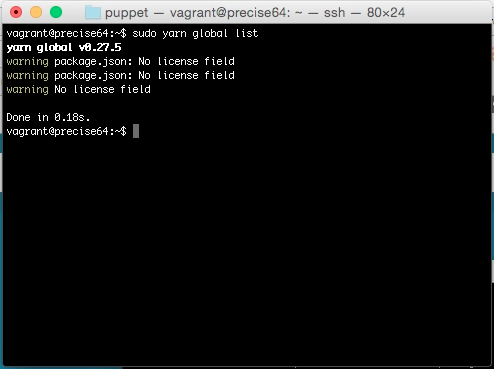 puppet — vagrant@precise64: ~ — ssh — 80×24
vagrant@precise64:~$ sudo yarn global list
yarn global v0.27.5
warning package.json: No license field
warning package.json: No license field
warning No license field
Done in 0.18s.
vagrant@precise64:~$